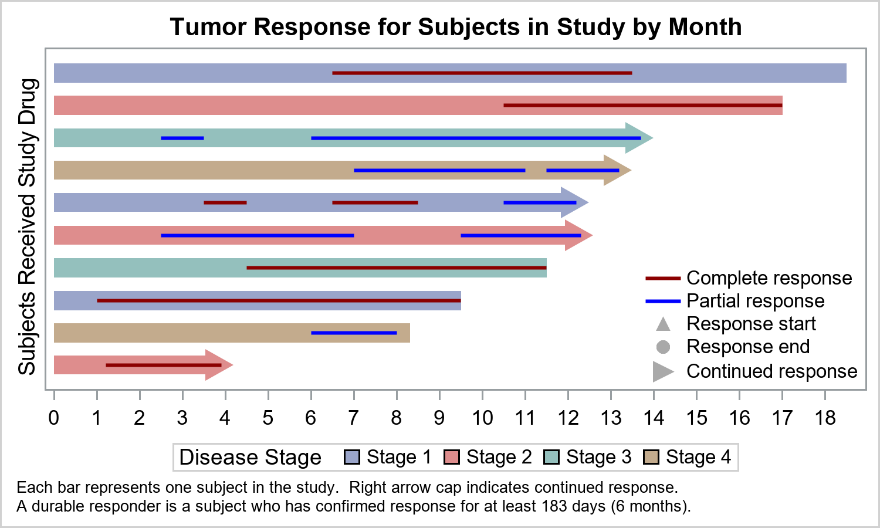 Tumor Response for Subjects in Study by Month
Subjects Received Study Drug
Complete response
Partial response
Response start
Response end
Continued response
0 1 2 3 4 5 6 7 8 9 10 11 12 13 14 15 16 17 18
Disease Stage Stage 1 Stage 2 Stage 3 Stage 4
Each bar represents one subject in the study. Right arrow cap indicates continued response.
A durable responder is a subject who has confirmed response for at least 183 days (6 months).